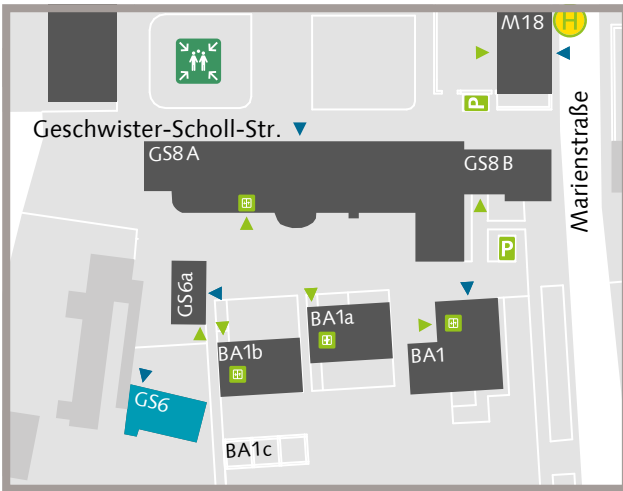 M18
H
P
Geschwister-Scholl-Str.
GS8 A
GS8 B
Marienstraße
P
GS6a
BA1a
BA1b
BA1
GS6
BA1c